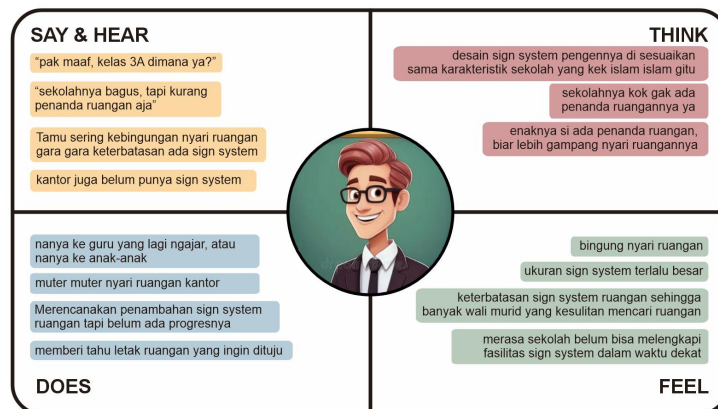 SAY & HEAR
“pak maaf, kelas 3A dimana ya?”
“sekolahnya bagus, tapi kurang
penanda ruangan aja”
Tamu sering kebingungan nyari ruangan
gara gara keterbatasan ada sign system
kantor juga belum punya sign system
THINK
desain sign system pengennya di sesuaikan
sama karakteristik sekolah yang kek islam islam gitu
sekolahnya kok gak ada
penanda ruangannya ya
enaknya si ada penanda ruangan,
biar lebih gampang nyari ruangannya
nanya ke guru yang lagi ngajar, atau
nanya ke anak-anak
muter muter nyari ruangan kantor
Merencanakan penambahan sign system
ruangan tapi belum ada progresnya
memberi tahu letak ruangan yang ingin dituju
DOES
bingung nyari ruangan
ukuran sign system terlalu besar
keterbatasan sign system ruangan sehingga
banyak wali murid yang kesulitan mencari ruangan
merasa sekolah belum bisa melengkapi
fasilitas sign system dalam waktu dekat
FEEL